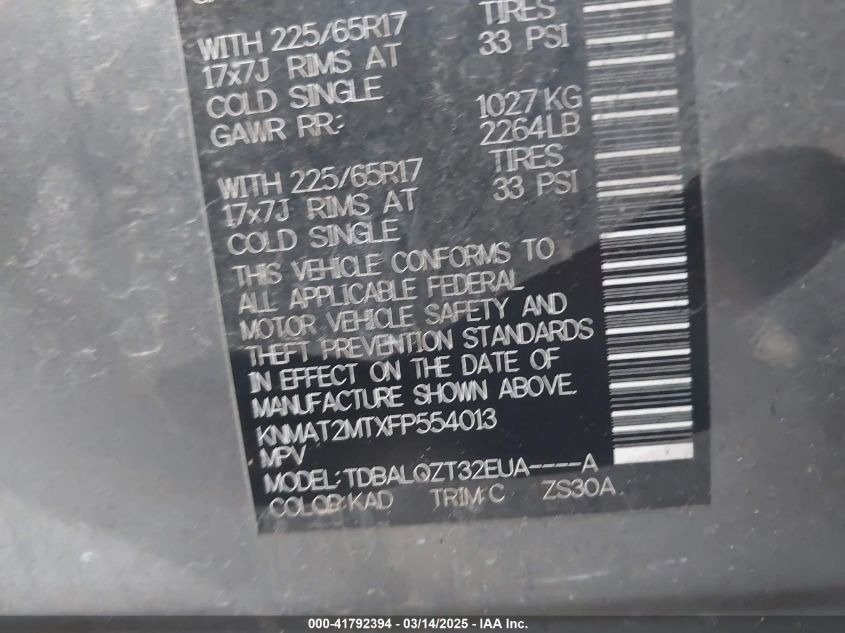 WITH 225/65R17 TIRES
17x7J RIMS AT 33 PSI
COLD SINGLE
GAWR RR: 1027 KG
2264LB
WITH 225/65R17 TIRES
17x7J RIMS AT 33 PSI
COLD SINGLE
THIS VEHICLE CONFORMS TO
ALL APPLICABLE FEDERAL
MOTOR VEHICLE SAFETY AND
THEFT PREVENTION STANDARDS
IN EFFECT ON THE DATE OF
MANUFACTURE SHOWN ABOVE.
KNMAT2MTXFP554013
MPV
MODEL: TDBALQZT32EUA----A
COLOR: KAD TRIM: C ZS30A
000-41792394 - 03/14/2025 - IAA Inc.